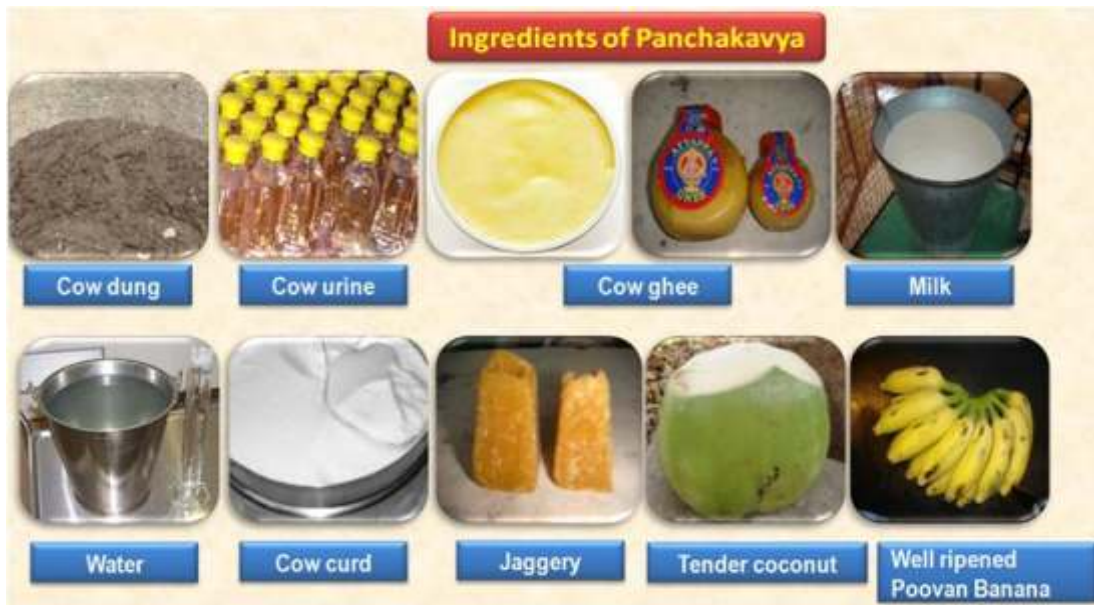 Ingredients of Panchakavya
Cow dung
Cow urine
Cow ghee
Milk
Water
Cow curd
Jaggery
Tender coconut
Well ripened
Poovan Banana